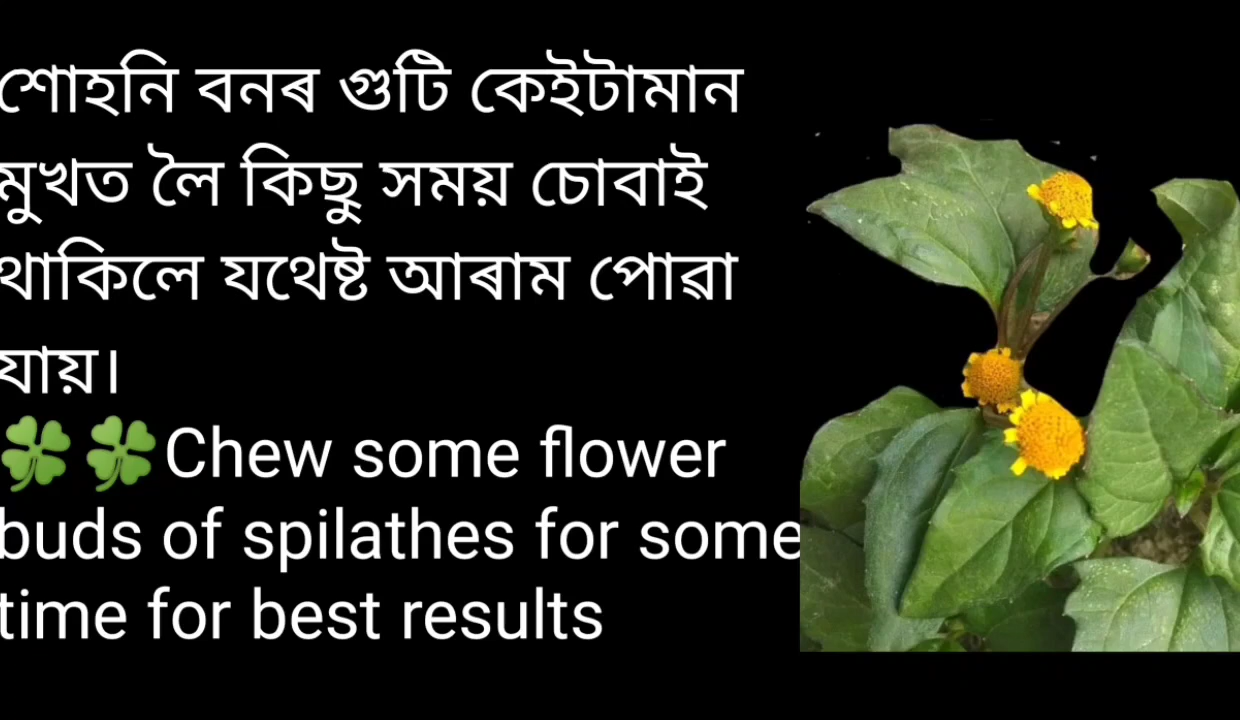 শোহনি বনৰ গুটি কেইটামান
মুখত লৈ কিছু সময় চোবাই
থাকিলে যথেষ্ট আৰাম পোৱা
যায়।
🍀🍀Chew some flower
buds of spilathes for some
time for best results